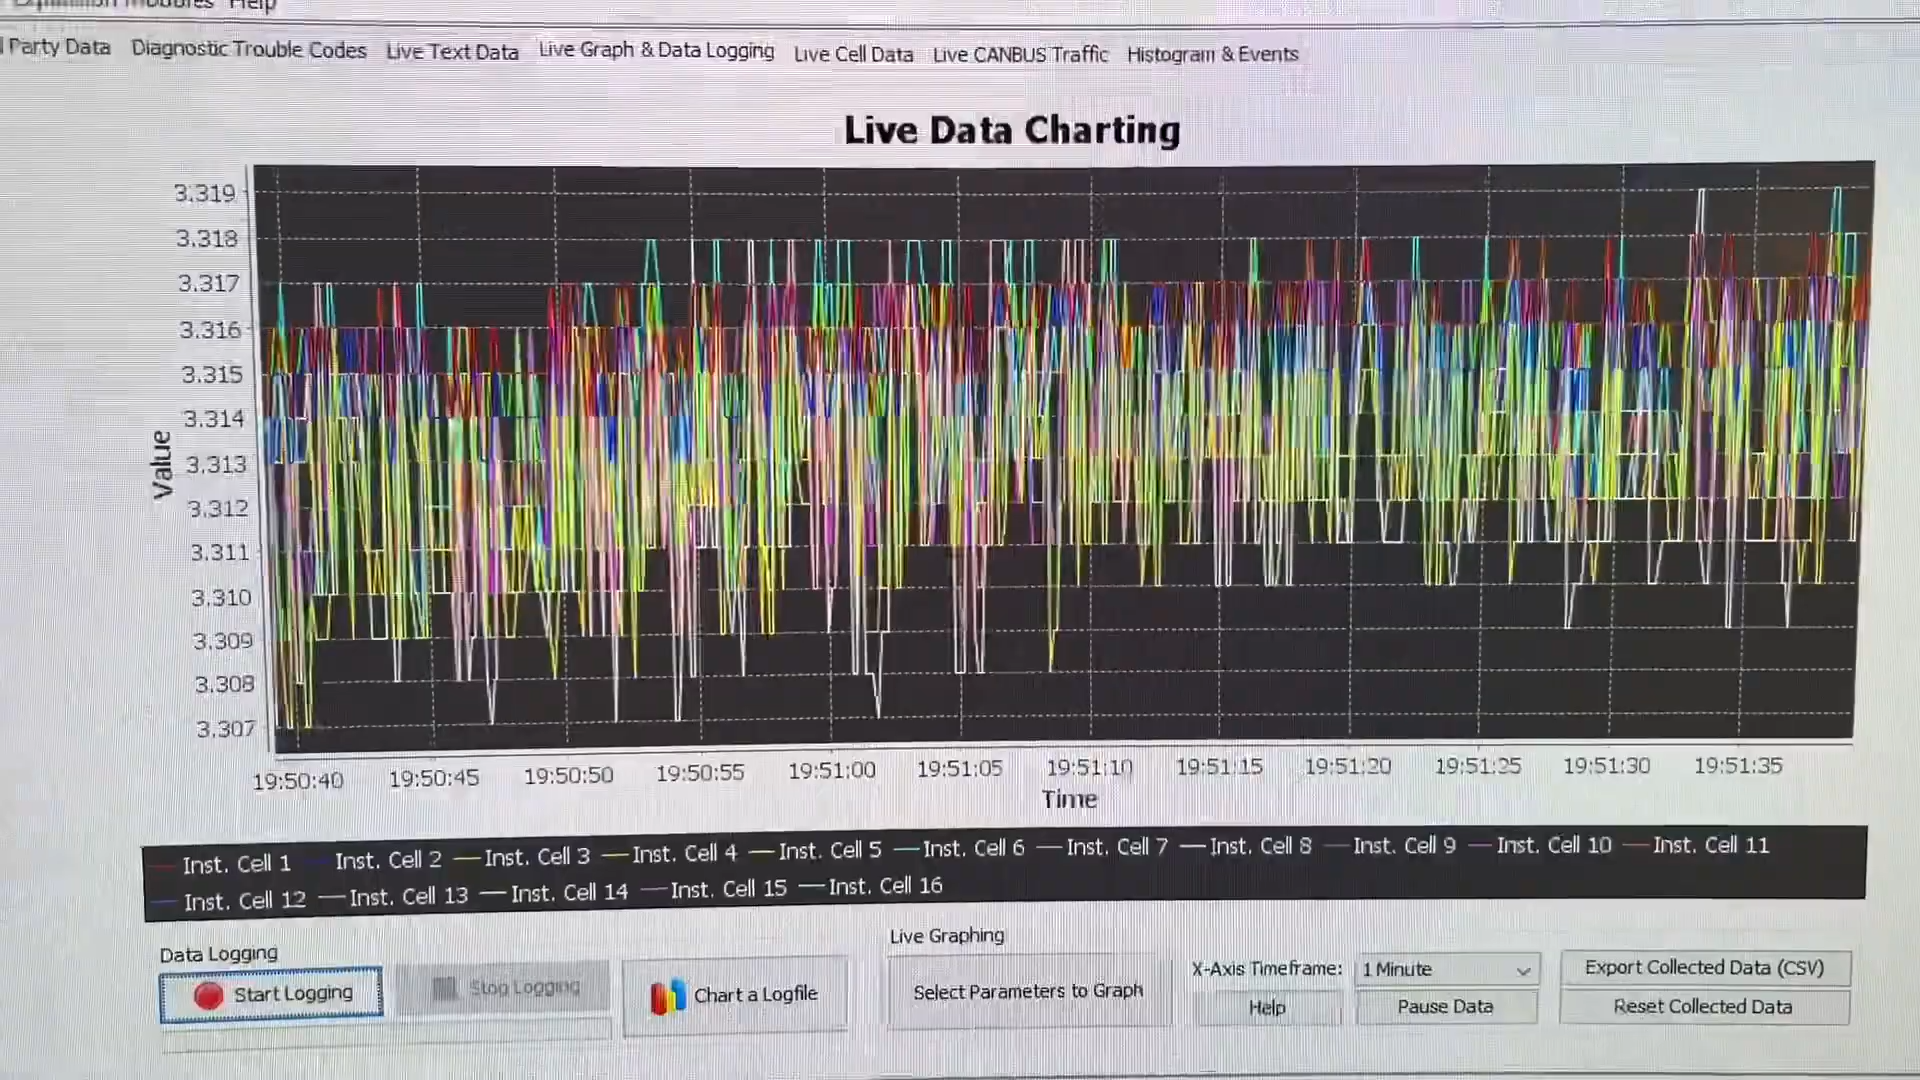 Modules Help
Party Data Diagnostic Trouble Codes Live Text Data Live Graph & Data Logging Live Cell Data Live CANBUS Traffic Histogram & Events
Live Data Charting
3.319
3.318
3.317
3.316
3.315
3.314
3.313
3.312
3.311
3.310
3.309
3.308
3.307
Value
19:50:40 19:50:45 19:50:50 19:50:55 19:51:00 19:51:05 19:51:10 19:51:15 19:51:20 19:51:25 19:51:30 19:51:35
Time
Inst. Cell 1 Inst. Cell 2 Inst. Cell 3 Inst. Cell 4 Inst. Cell 5 Inst. Cell 6 Inst. Cell 7 Inst. Cell 8 Inst. Cell 9 Inst. Cell 10 Inst. Cell 11
Inst. Cell 12 Inst. Cell 13 Inst. Cell 14 Inst. Cell 15 Inst. Cell 16
Data Logging
Start Logging Stop Logging Chart a Logfile
Live Graphing
Select Parameters to Graph
X-Axis Timeframe: 1 Minute
Help Pause Data
Export Collected Data (CSV)
Reset Collected Data